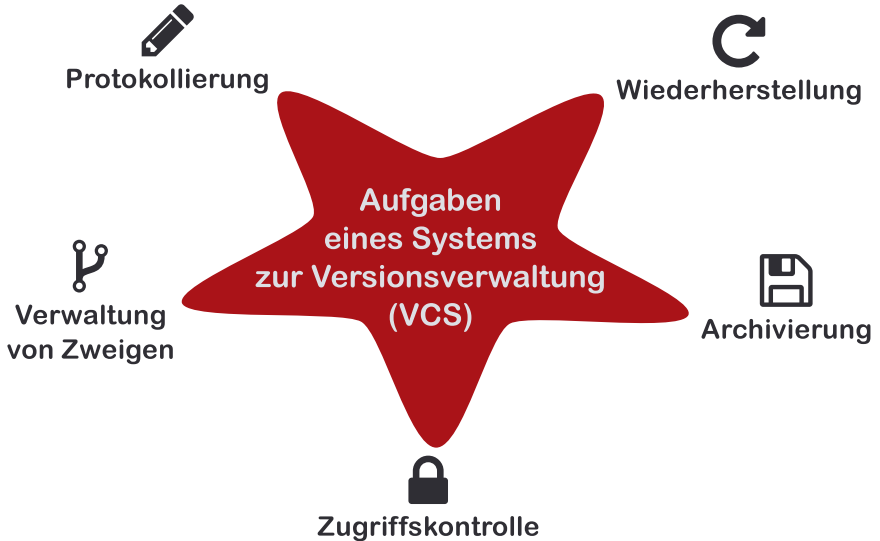 Protokollierung
Wiederherstellung
Aufgaben
eines Systems
zur Versionsverwaltung
(VCS)
Verwaltung
von Zweigen
Archivierung
Zugriffskontrolle